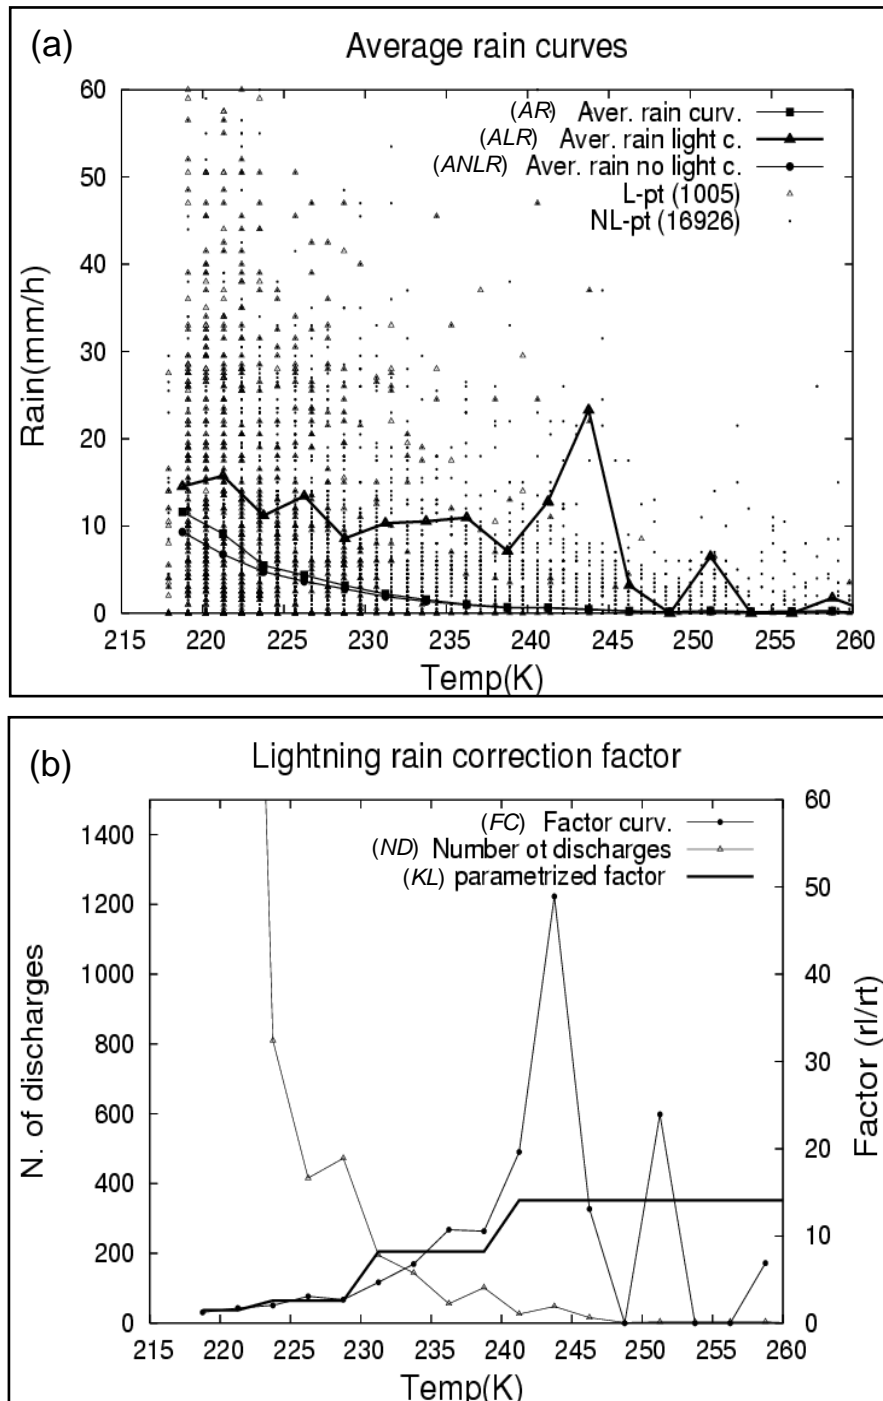 (a)
Average rain curves
(AR) Aver. rain curv.
(ALR) Aver. rain light c.
(ANLR) Aver. rain no light c.
L-pt (1005)
NL-pt (16926)
Rain(mm/h)
60
50
40
30
20
10
0
215 220 225 230 235 240 245 250 255 260
Temp(K)
(b)
Lightning rain correction factor
(FC) Factor curv.
(ND) Number of discharges
(KL) parametrized factor
N. of discharges
1400
1200
1000
800
600
400
200
0
Factor (rl/rt)
60
50
40
30
20
10
0
215 220 225 230 235 240 245 250 255 260
Temp(K)